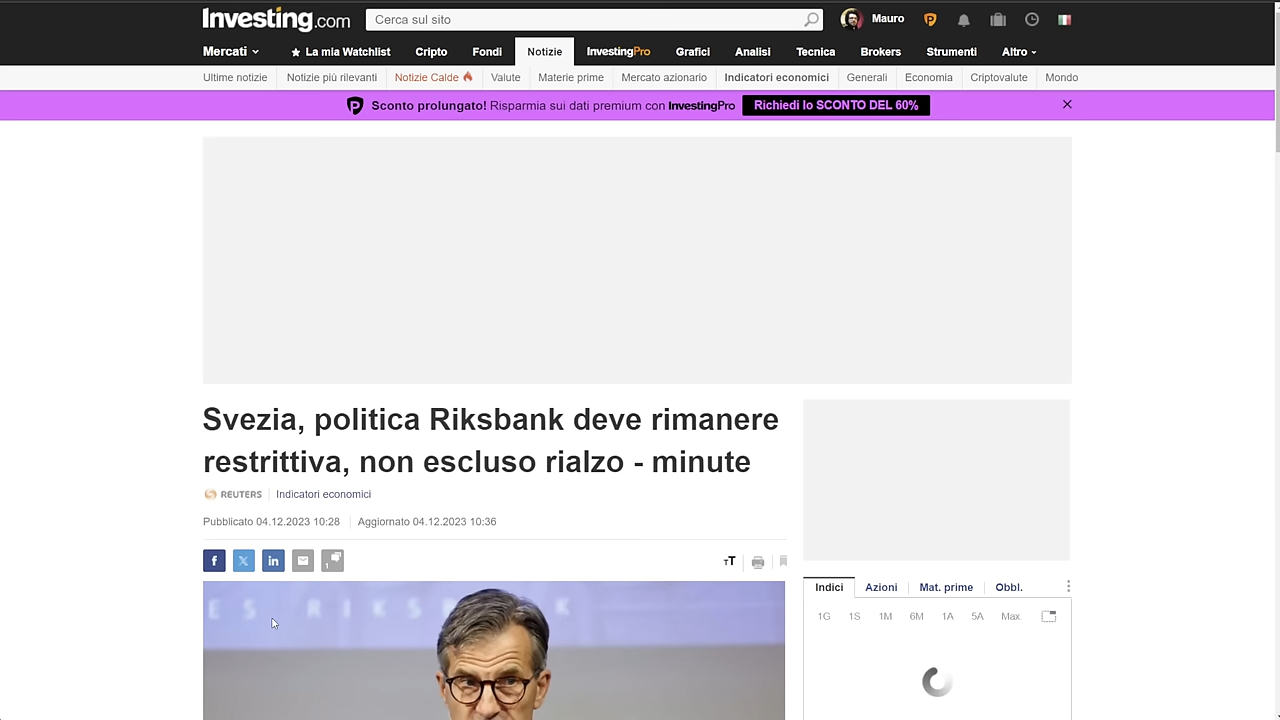 Investing.com
Cerca sul sito
Mauro
Mercati
La mia Watchlist
Cripto
Fondi
Notizie
InvestingPro
Grafici
Analisi
Tecnica
Brokers
Strumenti
Altro
Ultime notizie
Notizie più rilevanti
Notizie Calde
Valute
Materie prime
Mercato azionario
Indicatori economici
Generali
Economia
Criptovalute
Mondo
Sconto prolungato! Risparmia sui dati premium con InvestingPro
Richiedi lo SCONTO DEL 60%
Svezia, politica Riksbank deve rimanere
restrittiva, non escluso rialzo - minute
REUTERS
Indicatori economici
Pubblicato 04.12.2023 10:28
Aggiornato 04.12.2023 10:36
1
TT
ES RIKSBANK
Indici
Azioni
Mat. prime
Obbl.
1G
1S
1M
6M
1A
5A
Max